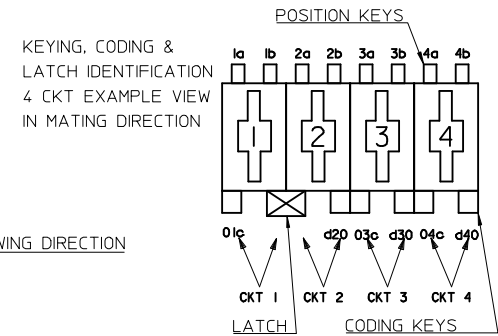 POSITION KEYS
KEYING, CODING &
LATCH IDENTIFICATION
4 CKT EXAMPLE VIEW
IN MATING DIRECTION
1a 1b 2a 2b 3a 3b 4a 4b
1 2 3 4
01c d20 03c d30 04c d40
WING DIRECTION
CKT 1 CKT 2 CKT 3 CKT 4
LATCH CODING KEYS